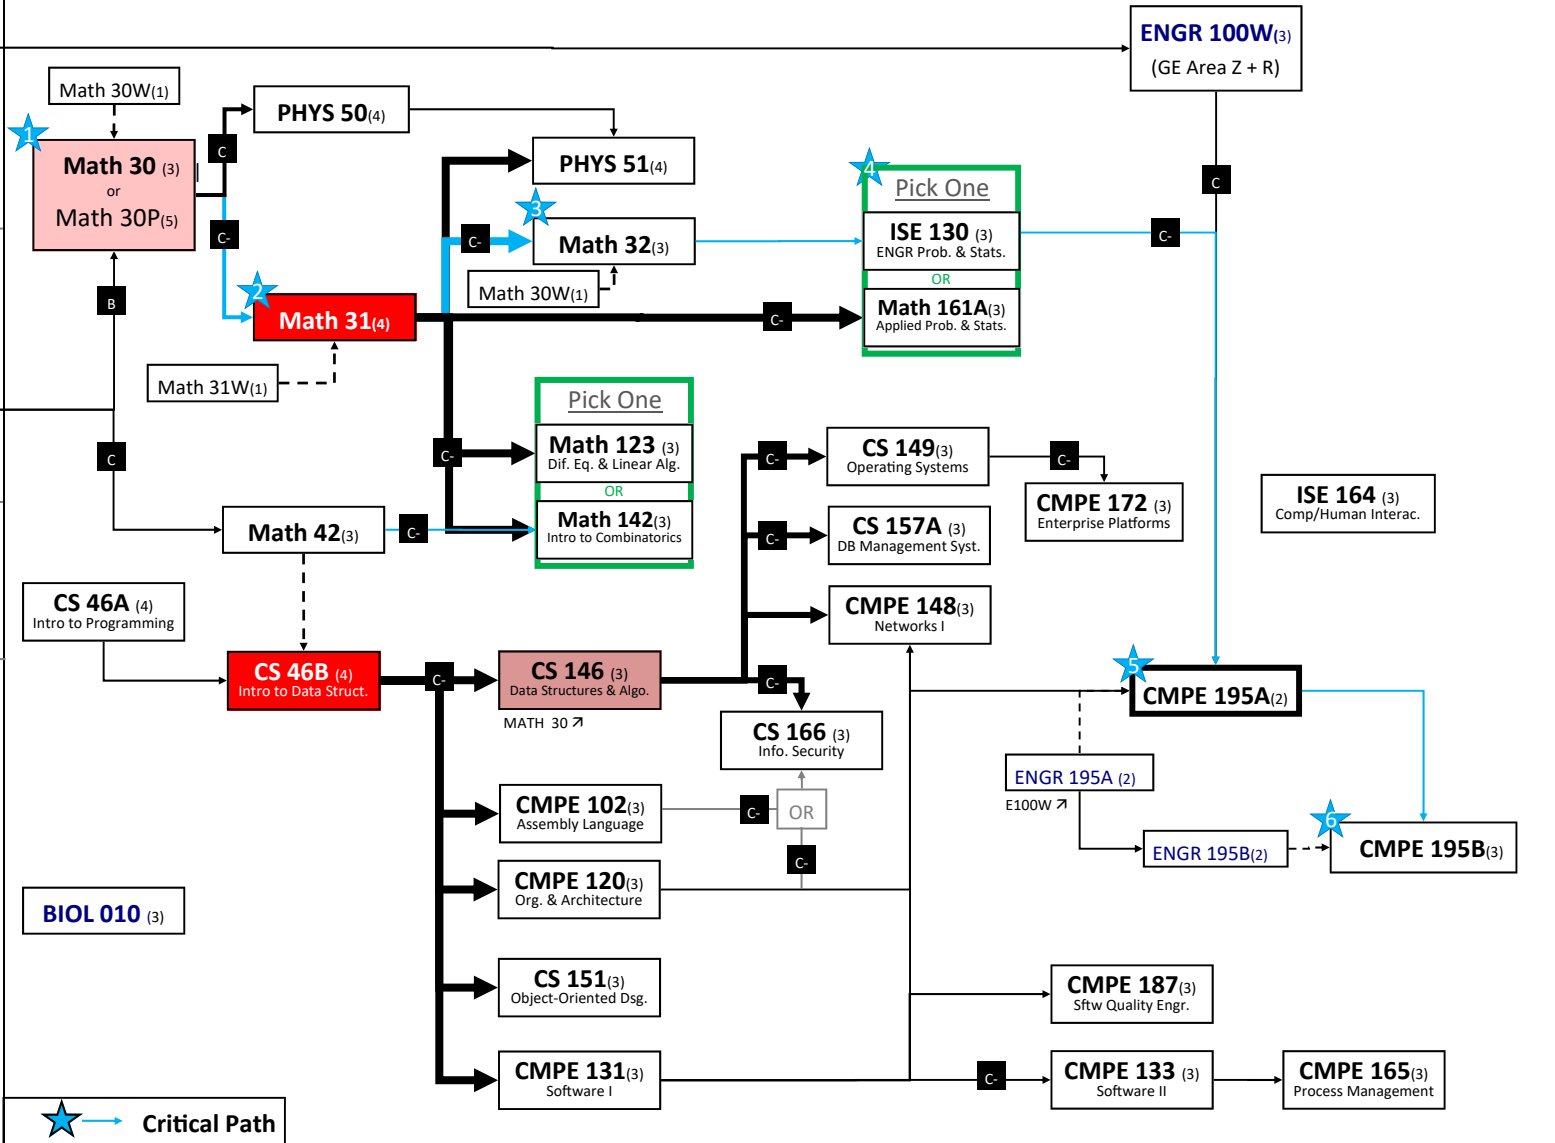 ENGR 100W(3)
(GE Area Z + R)
Math 30W(1)
PHYS 50(4)
1
C
Math 30 (3)
or
Math 30P(5)
PHYS 51(4)
4
Pick One
C
3
C-
C-
Math 32(3)
ISE 130 (3)
ENGR Prob. & Stats.
C-
OR
B
2
Math 30W(1)
Math 31(4)
C-
Math 161A(3)
Applied Prob. & Stats.
Math 31W(1)
Pick One
C
C-
Math 123 (3)
Dif. Eq. & Linear Alg.
OR
C-
CS 149(3)
Operating Systems
C-
CMPE 172 (3)
Enterprise Platforms
ISE 164 (3)
Comp/Human Interac.
Math 42(3)
C-
Math 142(3)
Intro to Combinatorics
C-
CS 157A (3)
DB Management Syst.
CS 46A (4)
Intro to Programming
CMPE 148(3)
Networks I
CS 46B (4)
Intro to Data Struct.
C-
CS 146 (3)
Data Structures & Algo.
MATH 30
C-
5
CMPE 195A(2)
CS 166 (3)
Info. Security
ENGR 195A (2)
E100W
CMPE 102(3)
Assembly Language
C-
OR
6
C-
ENGR 195B(2)
CMPE 195B(3)
CMPE 120(3)
Org. & Architecture
BIOL 010 (3)
CS 151(3)
Object-Oriented Dsg.
CMPE 187(3)
Sftw Quality Engr.
CMPE 131(3)
Software I
C-
CMPE 133 (3)
Software II
CMPE 165(3)
Process Management
Critical Path